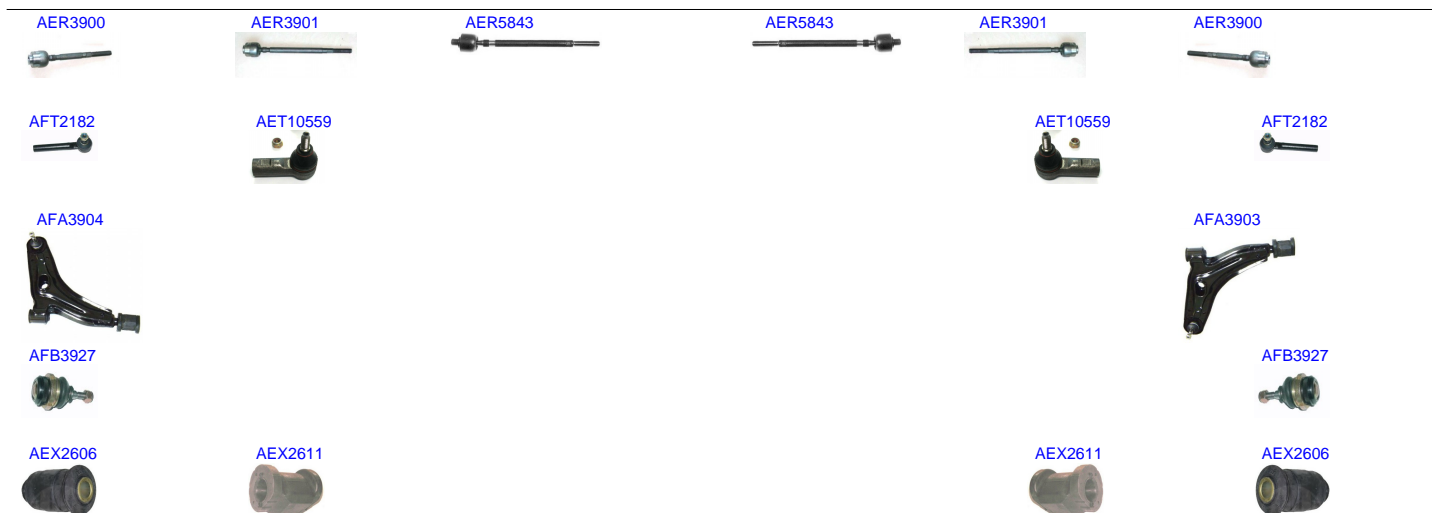 AER3900 AER3901 AER5843 AER5843 AER3901 AER3900
AFT2182 AET10559 AET10559 AFT2182
AFA3904 AFA3903
AFB3927 AFB3927
AEX2606 AEX2611 AEX2611 AEX2606